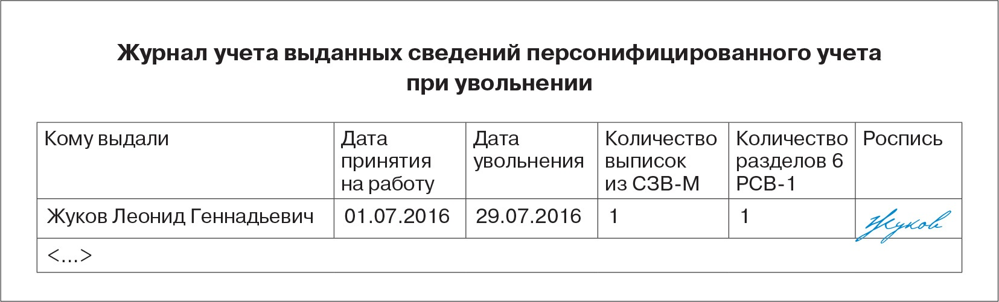 Журнал учета выданных сведений персонифицированного учета
при увольнении
Кому выдали
Дата
принятия
на работу
Дата
увольнения
Количество
выписок
из СЗВ-М
Количество
разделов 6
РСВ-1
Роспись
Жуков Леонид Геннадьевич
01.07.2016
29.07.2016
1
1
Жуков
<...>